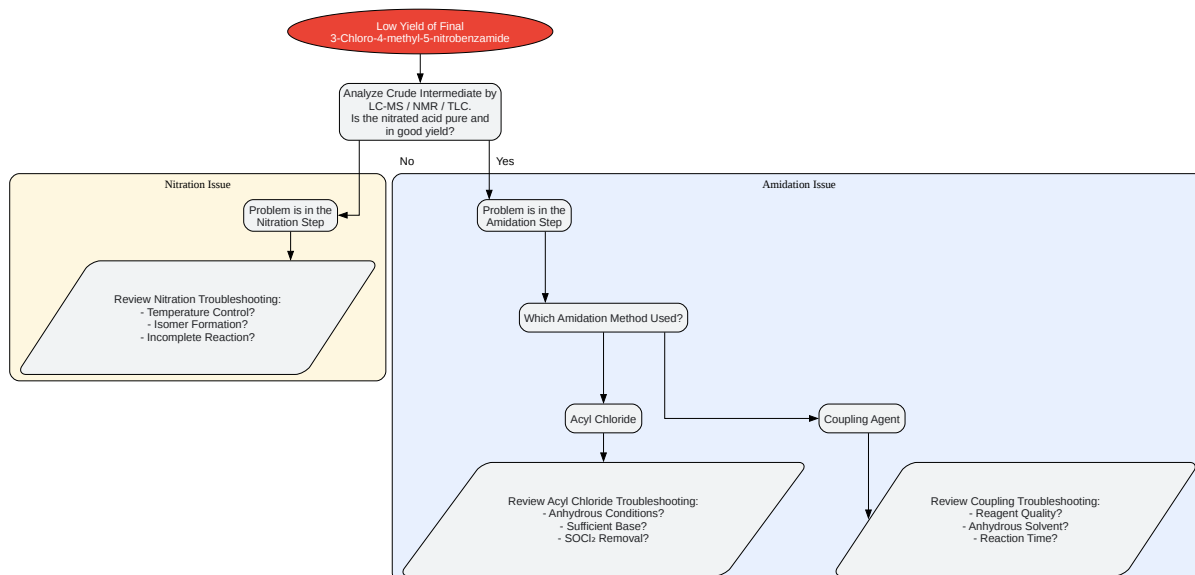 Low Yield of Final
3-Chloro-4-methyl-5-nitrobenzamide
Analyze Crude Intermediate by
LC-MS / NMR / TLC.
Is the nitrated acid pure and
in good yield?
No
Yes
Nitration Issue
Problem is in the
Nitration Step
Review Nitration Troubleshooting:
- Temperature Control?
- Isomer Formation?
- Incomplete Reaction?
Amidation Issue
Problem is in the
Amidation Step
Which Amidation Method Used?
Acyl Chloride
Coupling Agent
Review Acyl Chloride Troubleshooting:
- Anhydrous Conditions?
- Sufficient Base?
- SOCl₂ Removal?
Review Coupling Troubleshooting:
- Reagent Quality?
- Anhydrous Solvent?
- Reaction Time?